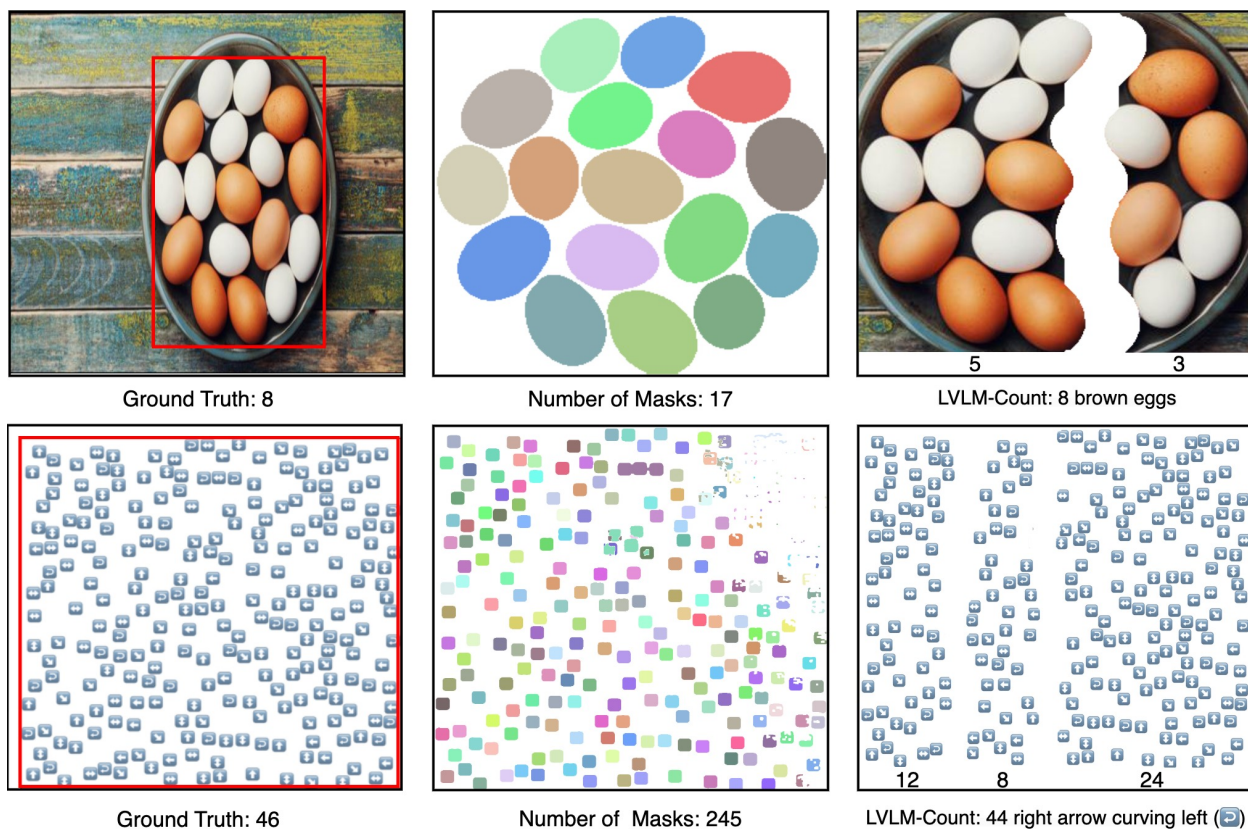 Ground Truth: 8
Number of Masks: 17
5
3
LVLM-Count: 8 brown eggs
Ground Truth: 46
Number of Masks: 245
12
8
24
LVLM-Count: 44 right arrow curving left (↩)